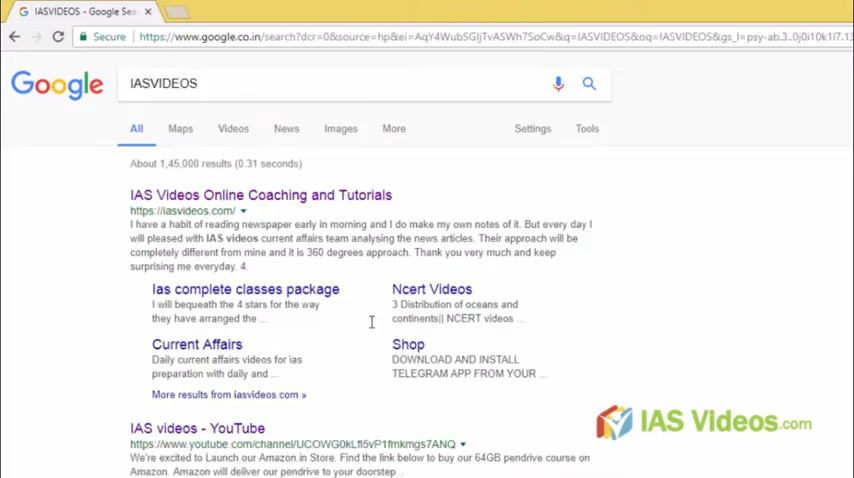 IASVIDEOS - Google Sea
Secure https://www.google.co.in/search?dcr=0&source=hp&ei=AqY4WubSGIjTvASWh7SoCw&q=IASVIDEOS&oq=IASVIDEOS&gs_l=psy-ab.3..0j0i10k1l7.13
Google IASVIDEOS
All Maps Videos News Images More Settings Tools
About 1,45,000 results (0.31 seconds)
IAS Videos Online Coaching and Tutorials
https://iasvideos.com/
I have a habit of reading newspaper early in morning and I do make my own notes of it. But every day I
will pleased with IAS videos current affairs team analysing the news articles. Their approach will be
completely different from mine and it is 360 degrees approach. Thank you very much and keep
surprising me everyday. 4.
Ias complete classes package
I will bequeath the 4 stars for the way
they have arranged the ...
Ncert Videos
3 Distribution of oceans and
continents|| NCERT videos ...
Current Affairs
Daily current affairs videos for ias
preparation with daily and ...
Shop
DOWNLOAD AND INSTALL
TELEGRAM APP FROM YOUR ...
More results from iasvideos.com »
IAS videos - YouTube
https://www.youtube.com/channel/UCOWG0kLfl5vP1fmkmgs7ANQ
We're excited to Launch our Amazon.in Store. Find the link below to buy our 64GB pendrive course on
Amazon. Amazon will deliver our pendrive to your doorstep...
IAS Videos.com